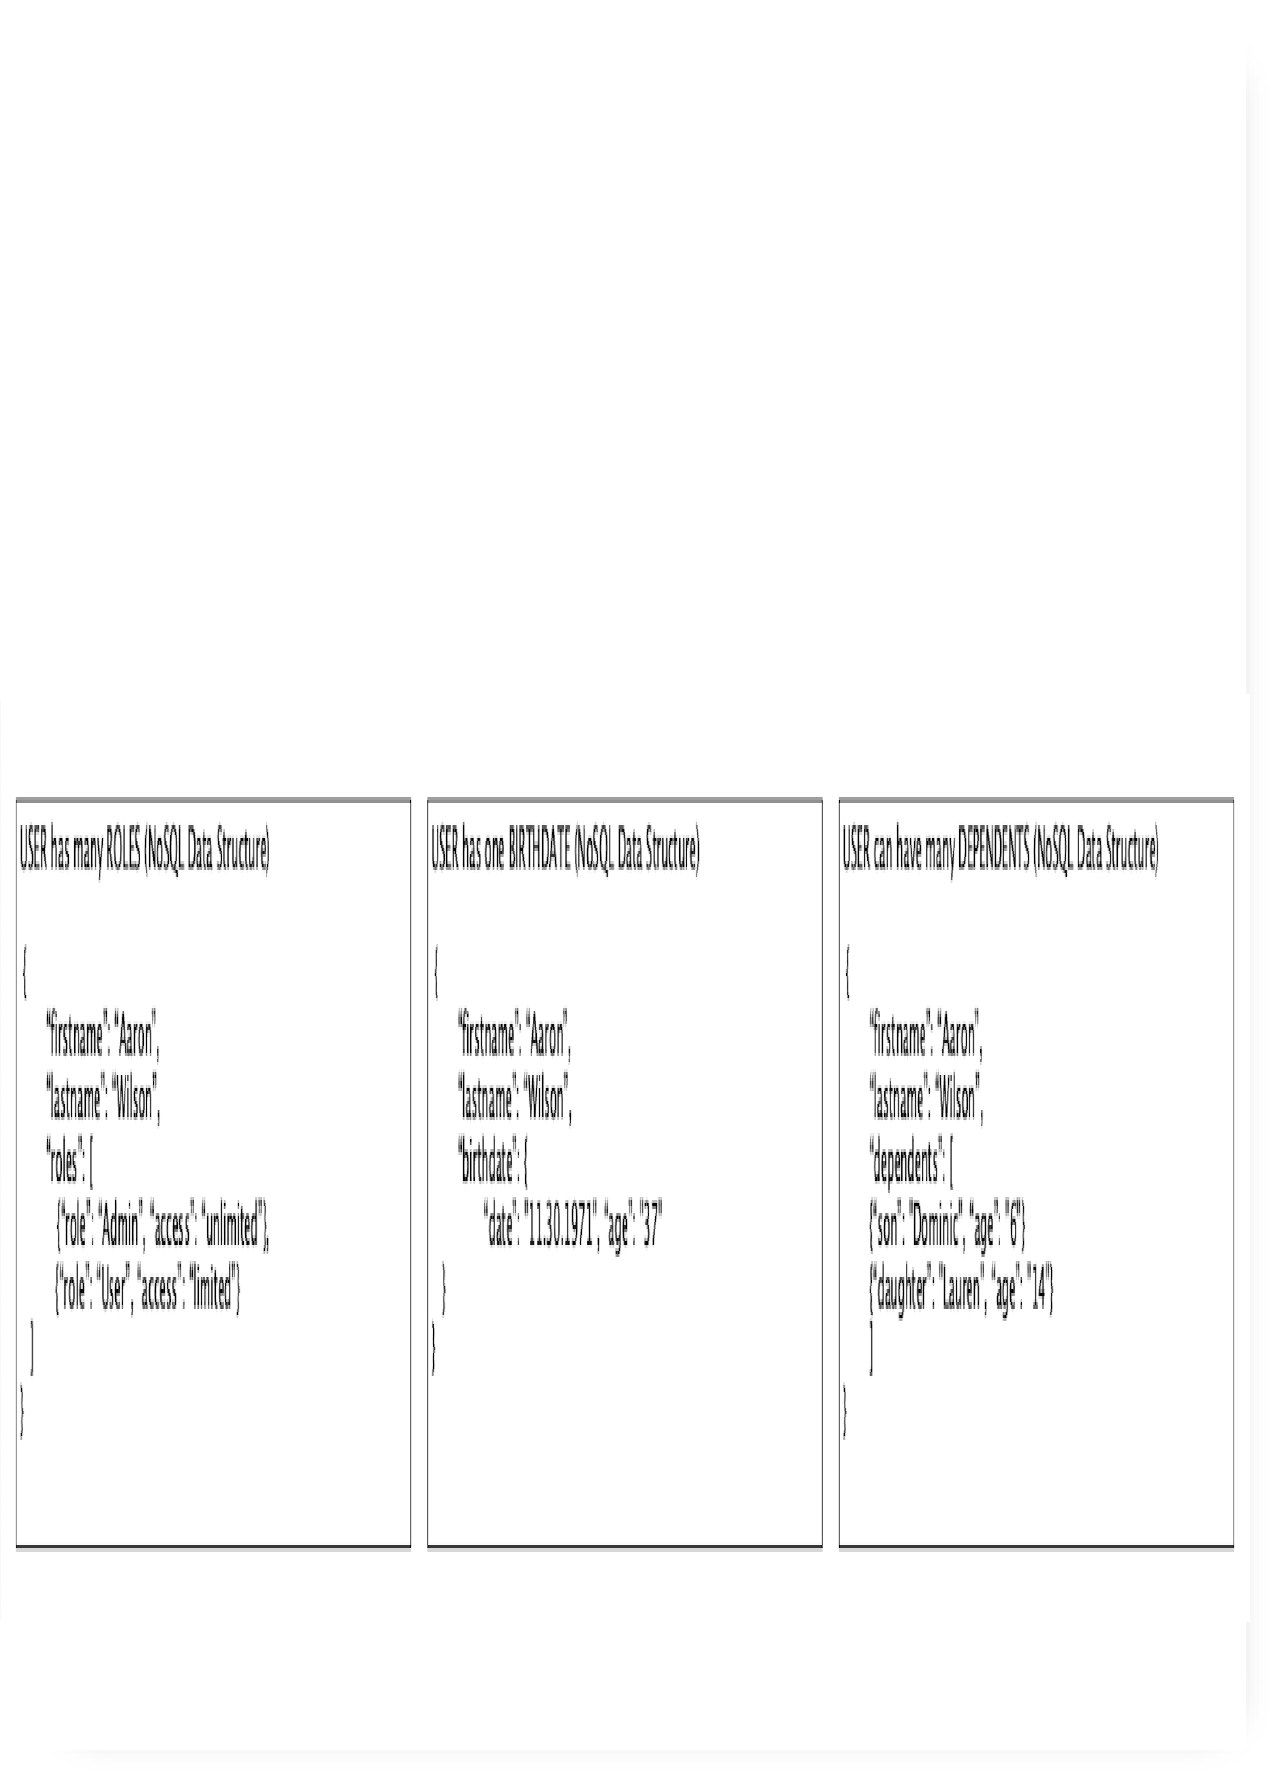 USER has many ROLES (NoSQL Data Structure)
{
“firstname”: “Aaron”,
“lastname”: “Wilson”,
“roles”: [
{“role”: “Admin”, “access”: “unlimited”},
{“role”: “User”, “access”: “limited”}
]
}
USER has one BIRTHDATE (NoSQL Data Structure)
{
“firstname”: “Aaron”,
“lastname”: “Wilson”,
“birthdate”: {
“date”: “11.30.1971”, “age”: “37”
}
}
USER can have many DEPENDENTS (NoSQL Data Structure)
{
“firstname”: “Aaron”,
“lastname”: “Wilson”,
“dependents”: [
{“son”: “Dominic”, “age”: “6”}
{“daughter”: “Lauren”, “age”: “14”}
]
}